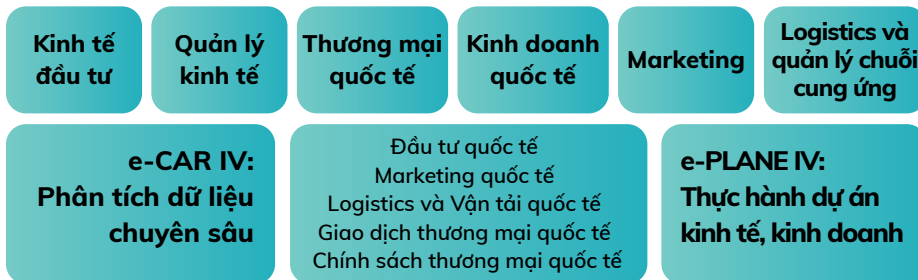 Kinh tế
đầu tư
Quản lý
kinh tế
Thương mại
quốc tế
Kinh doanh
quốc tế
Marketing
Logistics và
quản lý chuỗi
cung ứng
e-CAR IV:
Phân tích dữ liệu
chuyên sâu
Đầu tư quốc tế
Marketing quốc tế
Logistics và Vận tải quốc tế
Giao dịch thương mại quốc tế
Chính sách thương mại quốc tế
e-PLANE IV:
Thực hành dự án
kinh tế, kinh doanh